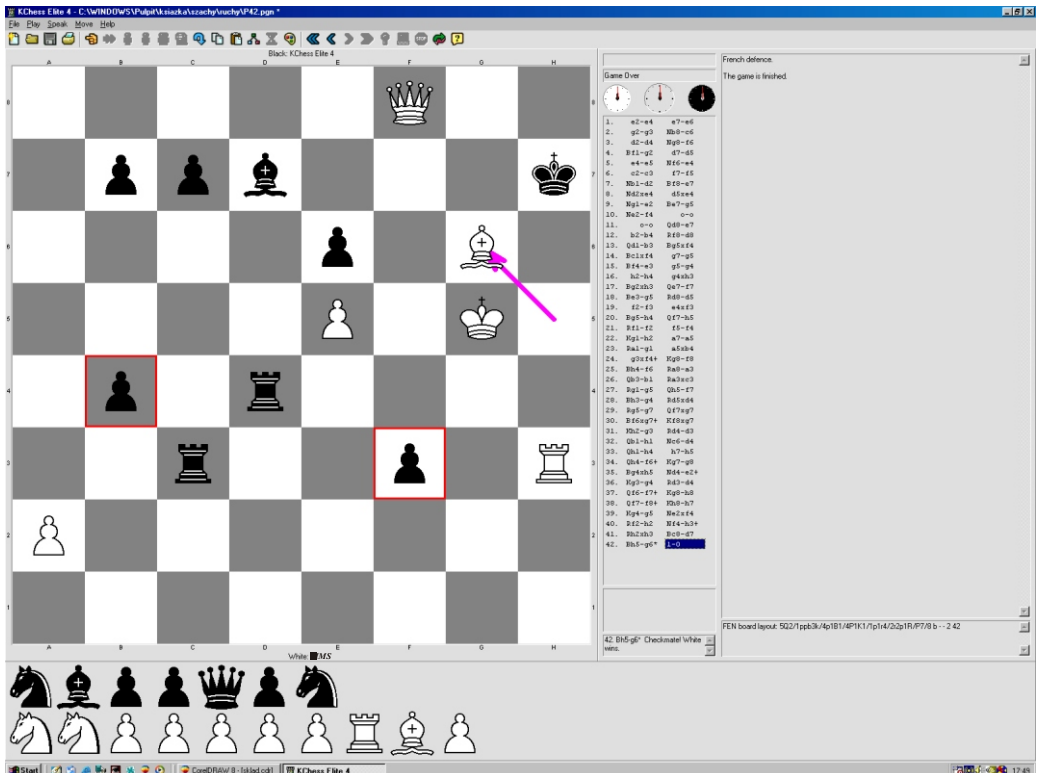 KChess Elite 4 - C:\WINDOWS\Pulpit\ksiazka\szachy\ruchy\P42.pgn *
File Play Speak Move Help
Black: KChess Elite 4
A B C D E F G H
8 8
7 7
6 6
5 5
4 4
3 3
2 2
1 1
A B C D E F G H
White: MS
Game Over
1. e2-e4 e7-e6
2. g2-g3 Nb8-c6
3. d2-d4 Ng8-f6
4. Bf1-g2 d7-d5
5. e4-e5 Nf6-e4
6. c2-c3 f7-f5
7. Nb1-d2 Bf8-e7
8. Nd2xe4 d5xe4
9. Ng1-e2 Be7-g5
10. Ne2-f4 o-o
11. o-o Qd8-e7
12. b2-b4 Rf8-d8
13. Qd1-b3 Bg5xf4
14. Bc1xf4 g7-g5
15. Bf4-e3 g5-g4
16. h2-h4 g4xh3
17. Bg2xh3 Qe7-f7
18. Be3-g5 Rd8-d5
19. f2-f3 e4xf3
20. Bg5-h4 Qf7-h5
21. Rf1-f2 f5-f4
22. Kg1-h2 a7-a5
23. Ra1-g1 a5xb4
24. g3xf4+ Kg8-f8
25. Bh4-f6 Ra8-a3
26. Qb3-b1 Ra3xc3
27. Rg1-g5 Qh5-f7
28. Bh3-g4 Rd5xd4
29. Rg5-g7 Qf7xg7
30. Bf6xg7+ Kf8xg7
31. Kh2-g3 Rd4-d3
32. Qb1-h1 Nc6-d4
33. Qh1-h4 h7-h5
34. Qh4-f6+ Kg7-g8
35. Bg4xh5 Nd4-e2+
36. Kg3-g4 Rd3-d4
37. Qf6-f7+ Kg8-h8
38. Qf7-f8+ Kh8-h7
39. Kg4-g5 Ne2xf4
40. Rf2-h2 Nf4-h3+
41. Rh2xh3 Bc8-d7
42. Bh5-g6* 1-0
42: Bh5-g6* Checkmate! White
wins.
French defence.
The game is finished.
FEN board layout: 5Q2/1ppb3k/4p1B1/4P1K1/1p1r4/2r2p1R/P7/8 b - - 2 42
Start CorelDRAW 8 - [sklad.cdr] KChess Elite 4 17:49